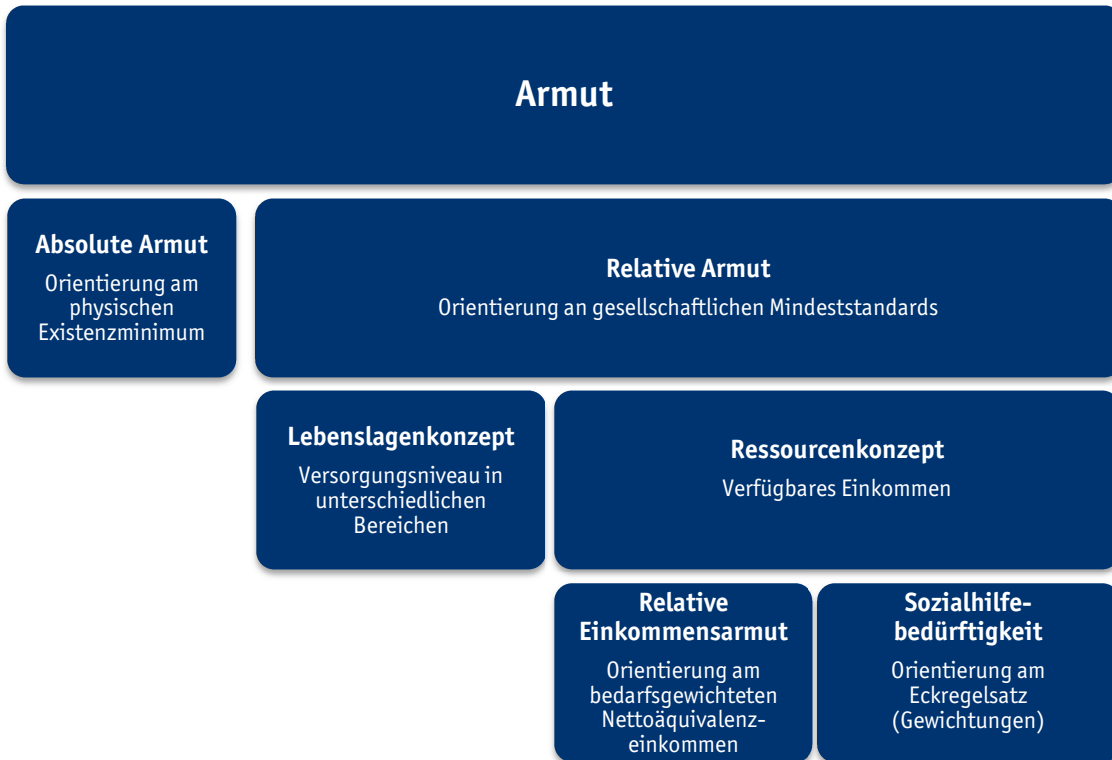 Armut
Absolute Armut
Orientierung am
physischen
Existenzminimum
Relative Armut
Orientierung an gesellschaftlichen Mindeststandards
Lebenslagenkonzept
Versorgungsniveau in
unterschiedlichen
Bereichen
Ressourcenkonzept
Verfügbares Einkommen
Relative
Einkommensarmut
Orientierung am
bedarfsgewichteten
Nettoäquivalenz-
einkommen
Sozialhilfe-
bedürftigkeit
Orientierung am
Eckregelsatz
(Gewichtungen)